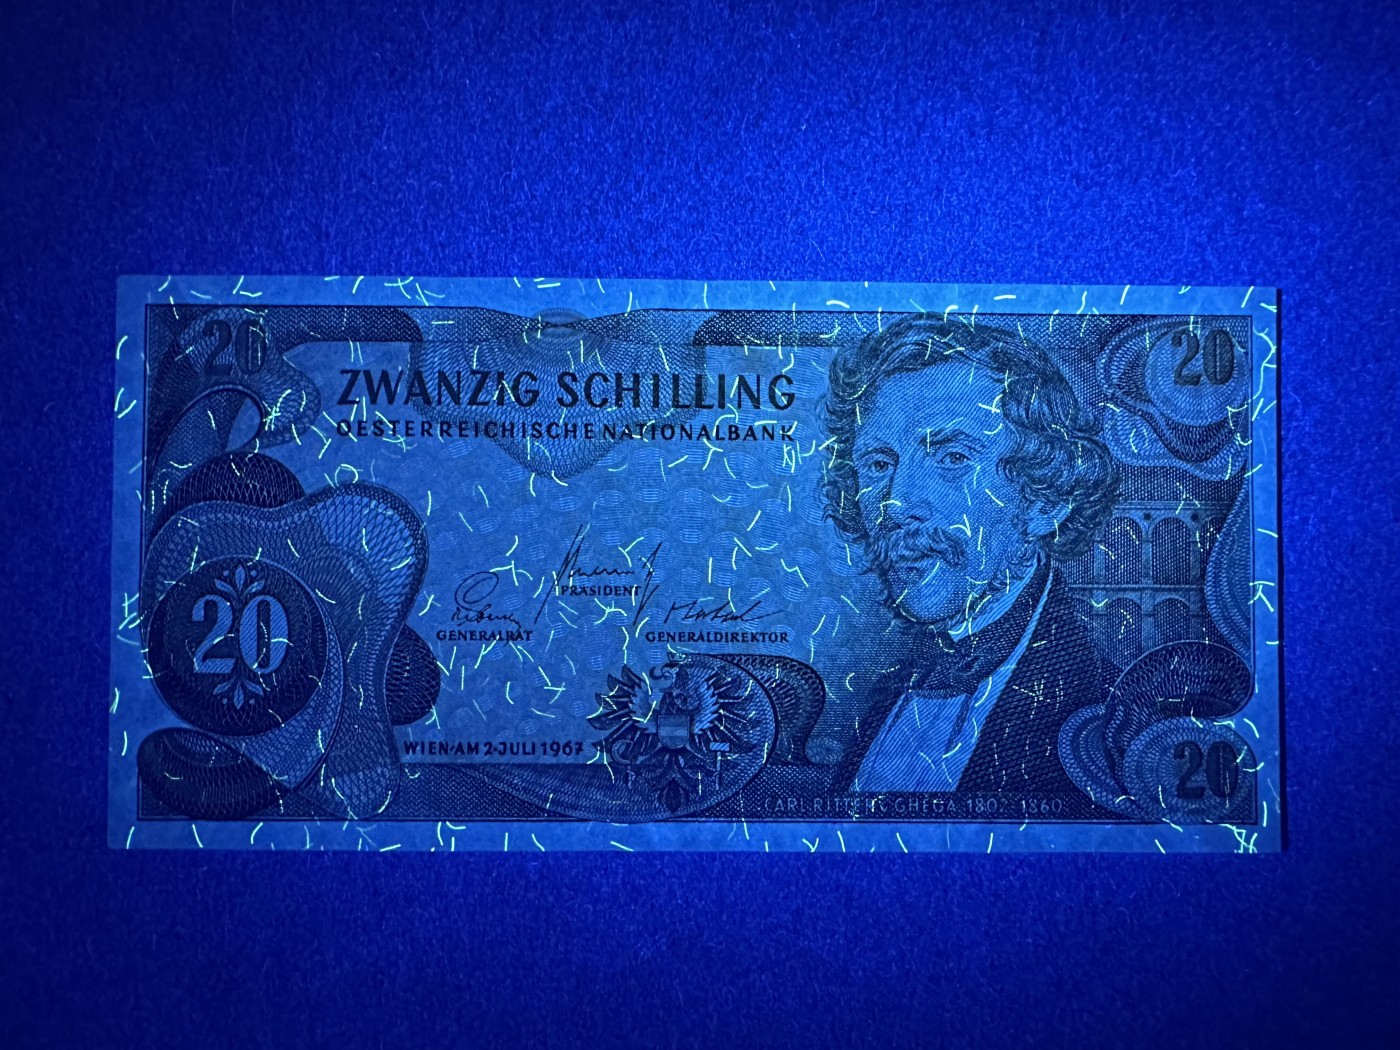 20
20
ZWANZIG SCHILLING
OESTERREICHISCHE NATIONALBANK
PRÄSIDENT
GENERALRAT
GENERALDIREKTOR
20
WIEN·AM 2·JULI 1967
20
CARL RITTER V. GHEGA 1802-1860